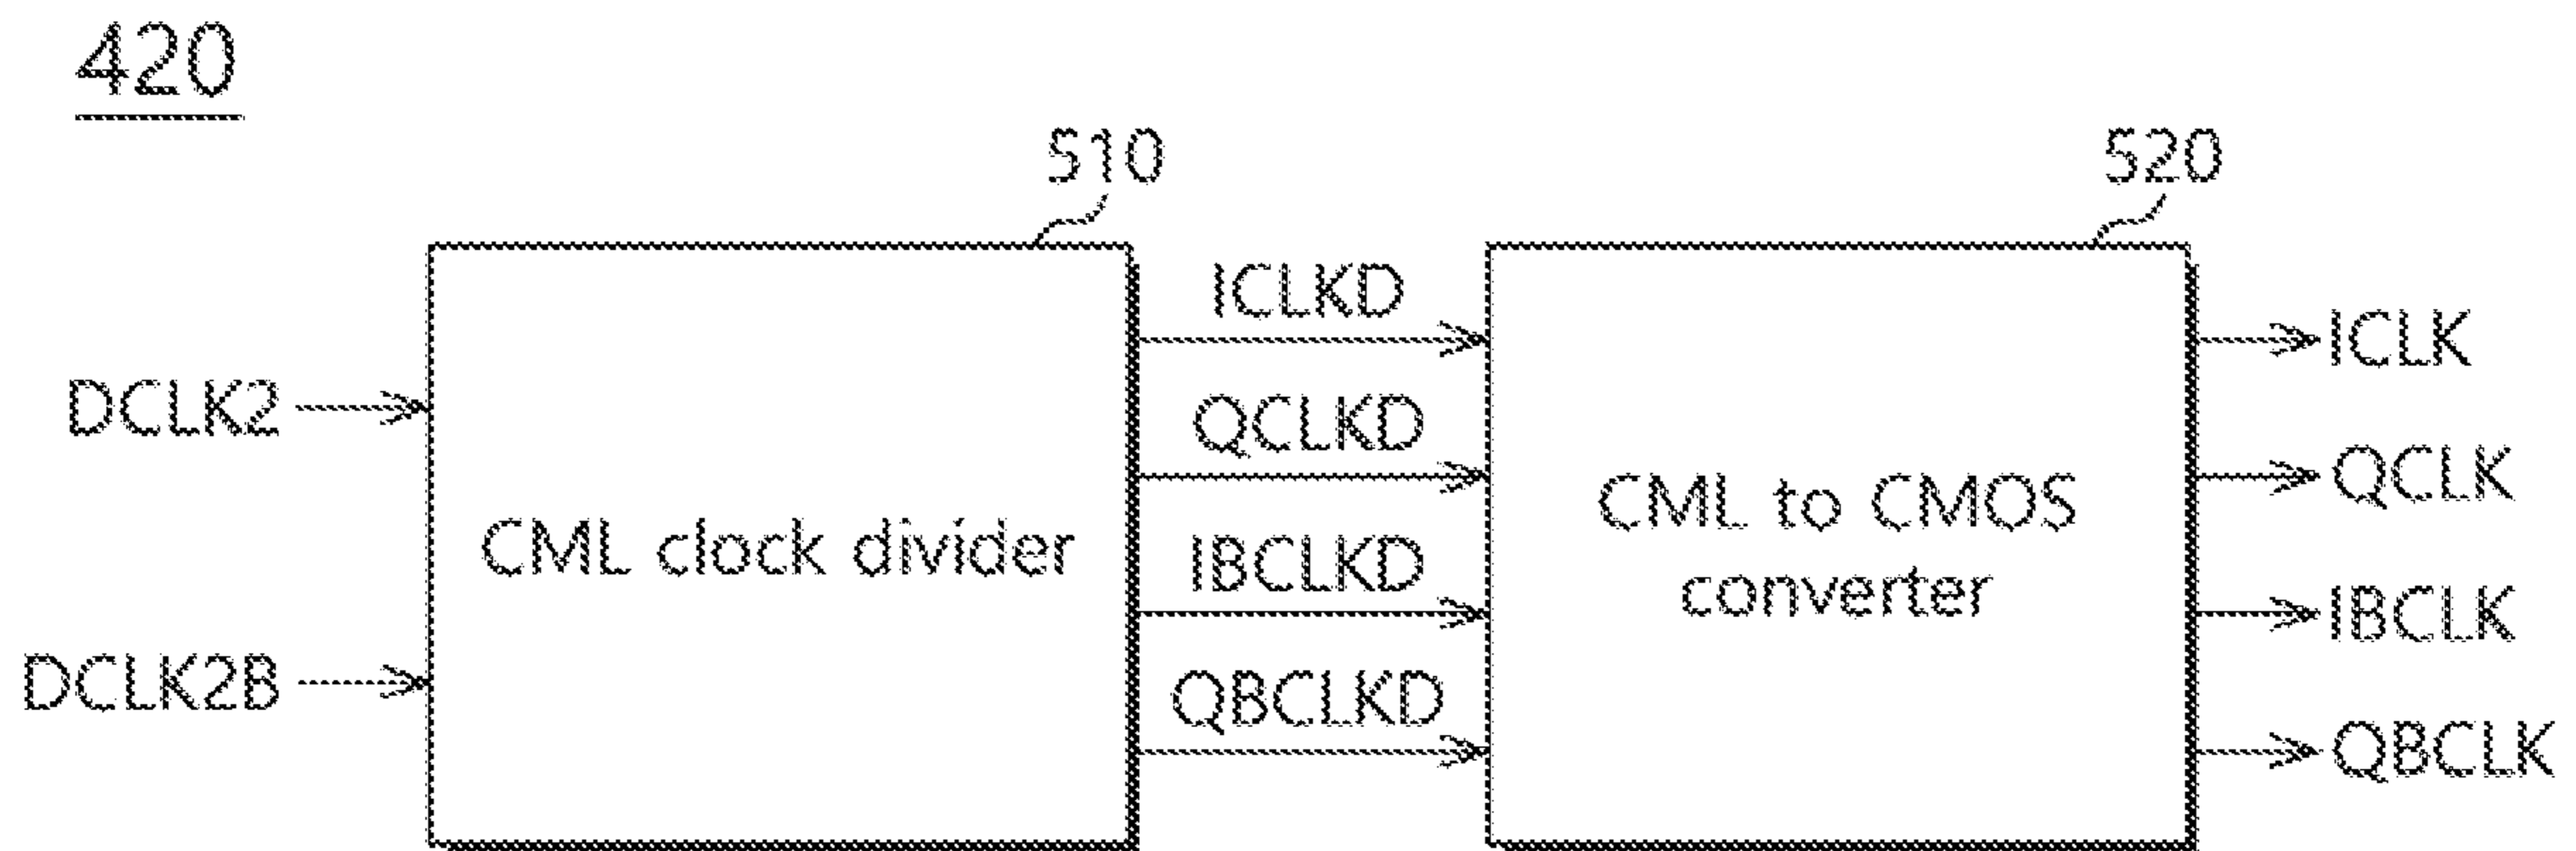 420
510
520
ICLKD
ICLK
DCLK2
QCLKD
QCLK
CML clock divider
CML to CMOS
converter
IBCLKD
IBCLK
DCLK2B
QBCLKD
QBCLK